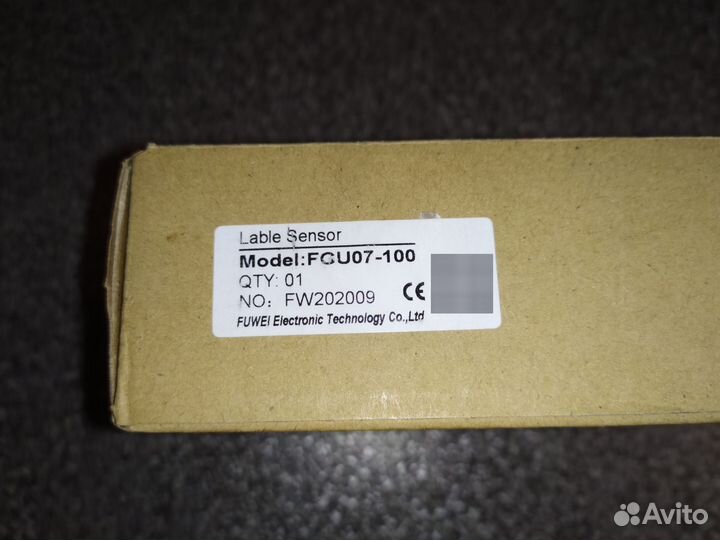 Lable Sensor
Model:FGU07-100
QTY: 01
NO: FW202009 CE
FUWEI Electronic Technology Co.,Ltd
Avito